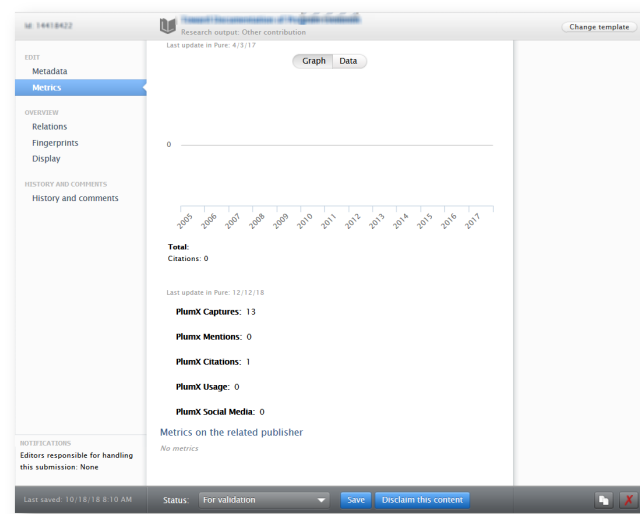 Id: 14418422
Research output: Other contribution
Change template
Last update in Pure: 4/3/17
Graph Data
EDIT
Metadata
Metrics
OVERVIEW
Relations
Fingerprints
Display
HISTORY AND COMMENTS
History and comments
0
2005 2006 2007 2008 2009 2010 2011 2012 2013 2014 2015 2016 2017
Total:
Citations: 0
Last update in Pure: 12/12/18
PlumX Captures: 13
Plumx Mentions: 0
PlumX Citations: 1
PlumX Usage: 0
PlumX Social Media: 0
Metrics on the related publisher
No metrics
NOTIFICATIONS
Editors responsible for handling
this submission: None
Last saved: 10/18/18 8:10 AM
Status: For validation Save Disclaim this content